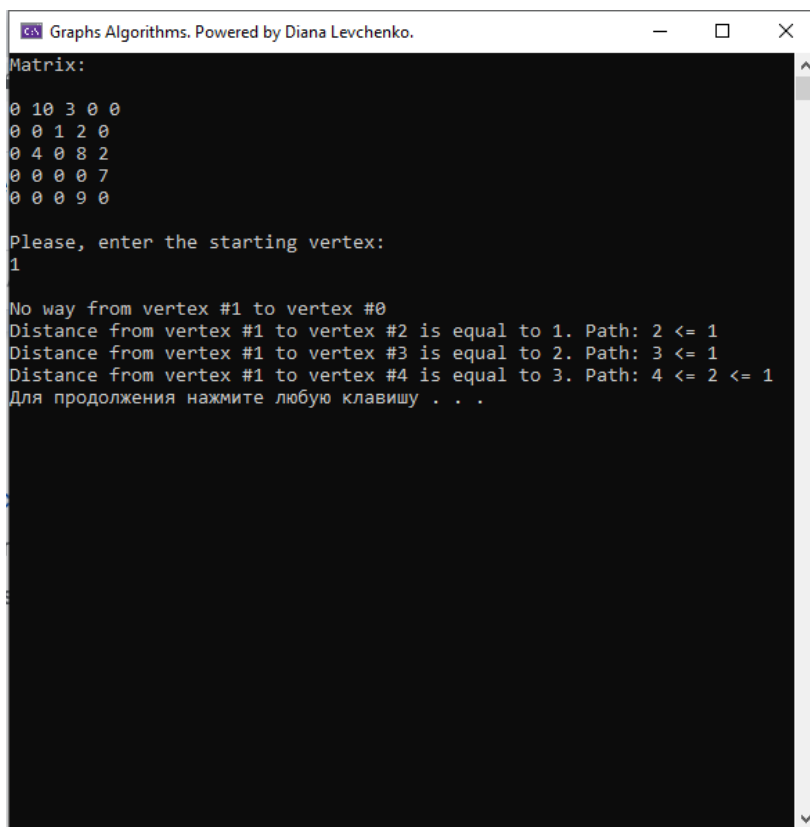 Graphs Algorithms. Powered by Diana Levchenko.
Matrix:
0 10 3 0 0
0 0 1 2 0
0 4 0 8 2
0 0 0 0 7
0 0 0 9 0
Please, enter the starting vertex:
1
No way from vertex #1 to vertex #0
Distance from vertex #1 to vertex #2 is equal to 1. Path: 2 <= 1
Distance from vertex #1 to vertex #3 is equal to 2. Path: 3 <= 1
Distance from vertex #1 to vertex #4 is equal to 3. Path: 4 <= 2 <= 1
Для продолжения нажмите любую клавишу . . .